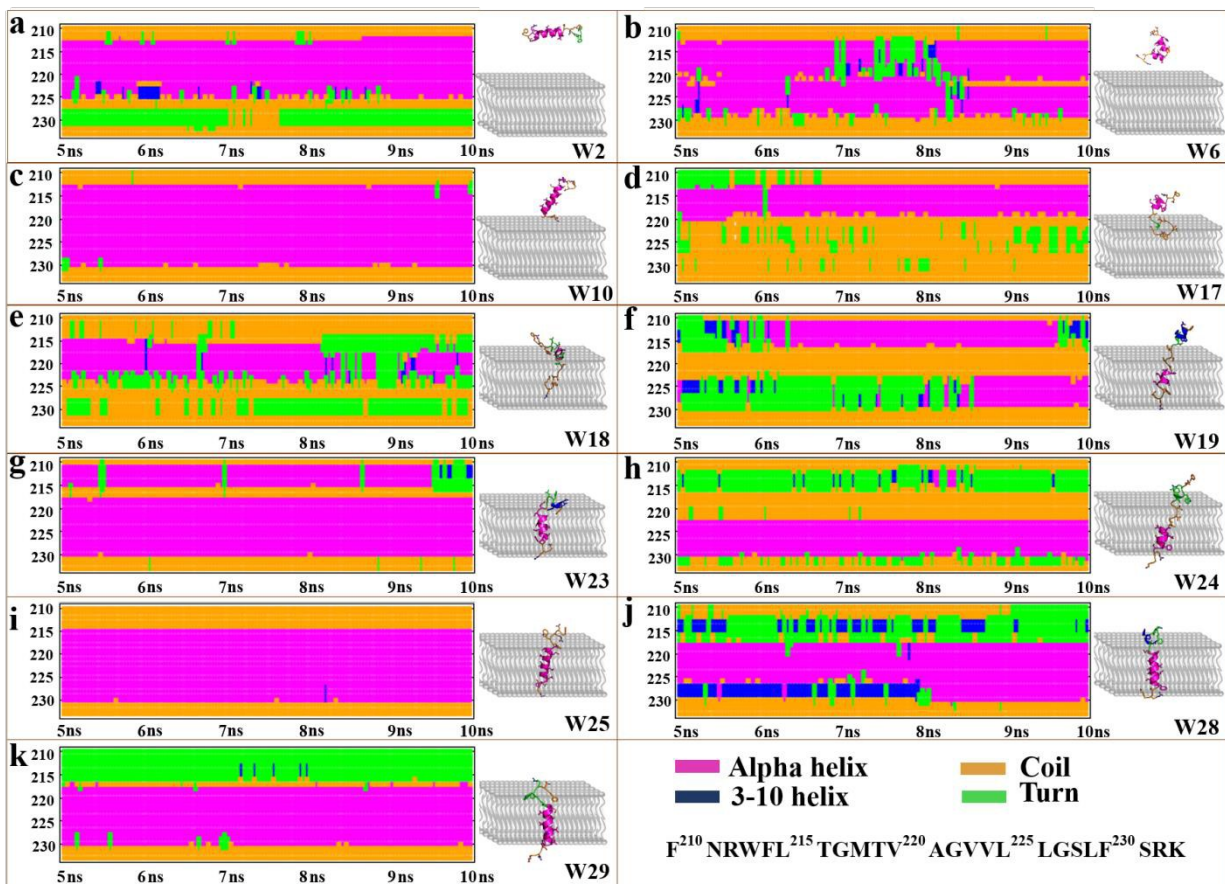 a
210
215
220
225
230
5ns 6ns 7ns 8ns 9ns 10ns
W2
b
210
215
220
225
230
5ns 6ns 7ns 8ns 9ns 10ns
W6
c
210
215
220
225
230
5ns 6ns 7ns 8ns 9ns 10ns
W10
d
210
215
220
225
230
5ns 6ns 7ns 8ns 9ns 10ns
W17
e
210
215
220
225
230
5ns 6ns 7ns 8ns 9ns 10ns
W18
f
210
215
220
225
230
5ns 6ns 7ns 8ns 9ns 10ns
W19
g
210
215
220
225
230
5ns 6ns 7ns 8ns 9ns 10ns
W23
h
210
215
220
225
230
5ns 6ns 7ns 8ns 9ns 10ns
W24
i
210
215
220
225
230
5ns 6ns 7ns 8ns 9ns 10ns
W25
j
210
215
220
225
230
5ns 6ns 7ns 8ns 9ns 10ns
W28
k
210
215
220
225
230
5ns 6ns 7ns 8ns 9ns 10ns
W29
Alpha helix Coil
3-10 helix Turn
F²¹⁰ NRWFL²¹⁵ TGMTV²²⁰ AGVVL²²⁵ LGSLF²³⁰ SRK